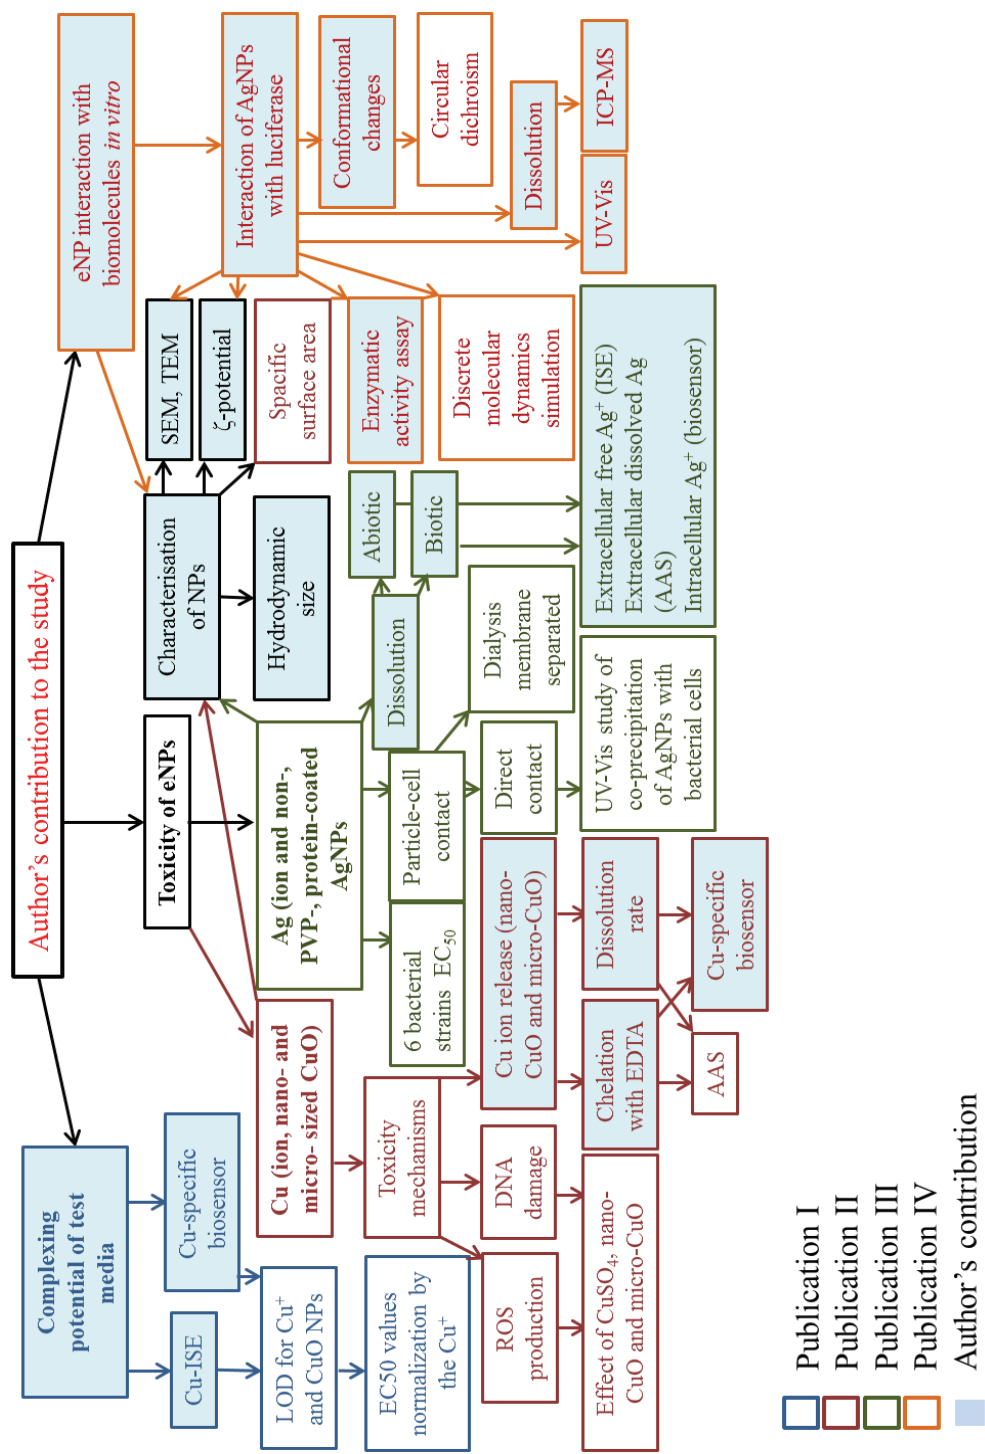 Author's contribution to the study
Complexing
potential of test
media
Toxicity of eNPs
eNP interaction with
biomolecules in vitro
Cu-ISE
Cu-specific
biosensor
Characterisation
of NPs
SEM, TEM
ζ-potential
Spacific
surface area
Hydrodynamic
size
Interaction of AgNPs
with luciferase
LOD for Cu⁺
and CuO NPs
Cu (ion, nano- and
micro- sized CuO)
Ag (ion and non-,
PVP-, protein-coated
AgNPs
Conformational
changes
Circular
dichroism
EC50 values
normalization by
the Cu⁺
Toxicity
mechanisms
6 bacterial
strains EC₅₀
Particle-cell
contact
Dissolution
Abiotic
Biotic
Enzymatic
activity assay
Discrete
molecular
dynamics
simulation
Dissolution
ROS
production
DNA
damage
Cu ion release (nano-
CuO and micro-CuO)
Direct
contact
Dialysis
membrane
separated
UV-Vis
ICP-MS
Effect of CuSO₄, nano-
CuO and micro-CuO
Chelation
with EDTA
Dissolution
rate
UV-Vis study of
co-precipitation
of AgNPs with
bacterial cells
Extracellular free Ag⁺ (ISE)
Extracellular dissolved Ag
(AAS)
Intracellular Ag⁺ (biosensor)
AAS
Cu-specific
biosensor
Publication I
Publication II
Publication III
Publication IV
Author's contribution